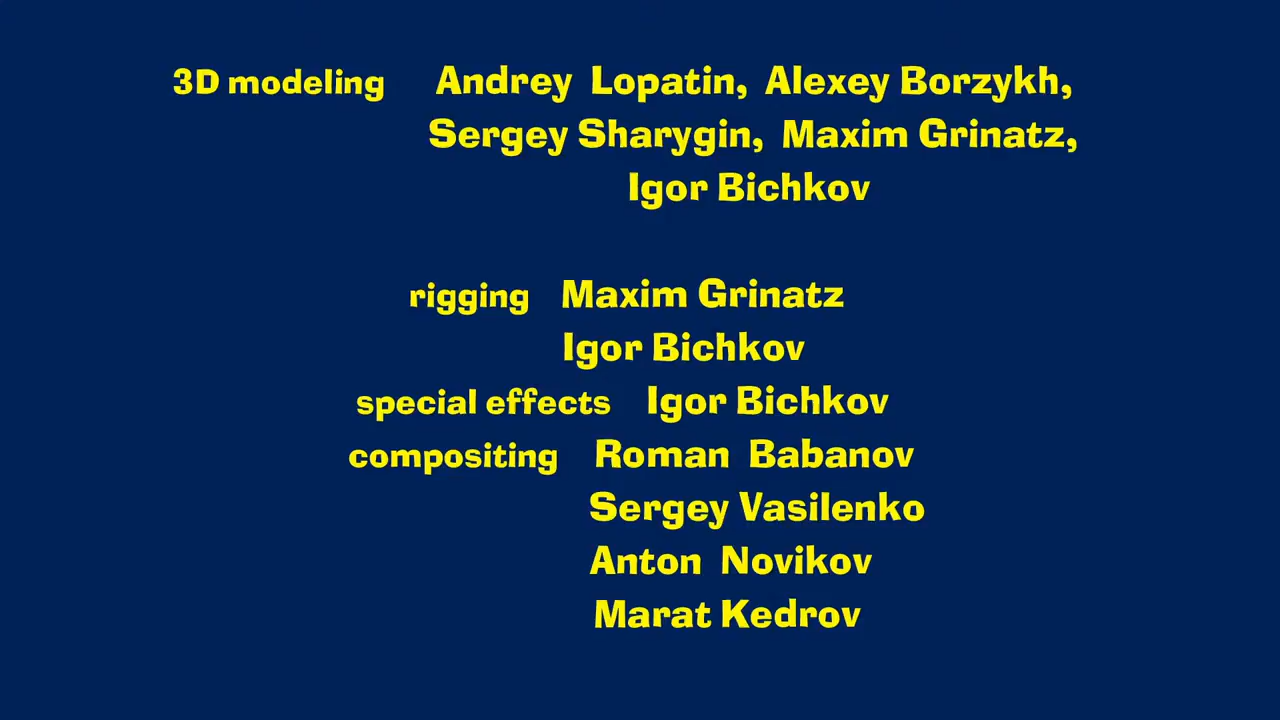 3D modeling Andrey Lopatin, Alexey Borzykh,
Sergey Sharygin, Maxim Grinatz,
Igor Bichkov
rigging Maxim Grinatz
Igor Bichkov
special effects Igor Bichkov
compositing Roman Babanov
Sergey Vasilenko
Anton Novikov
Marat Kedrov